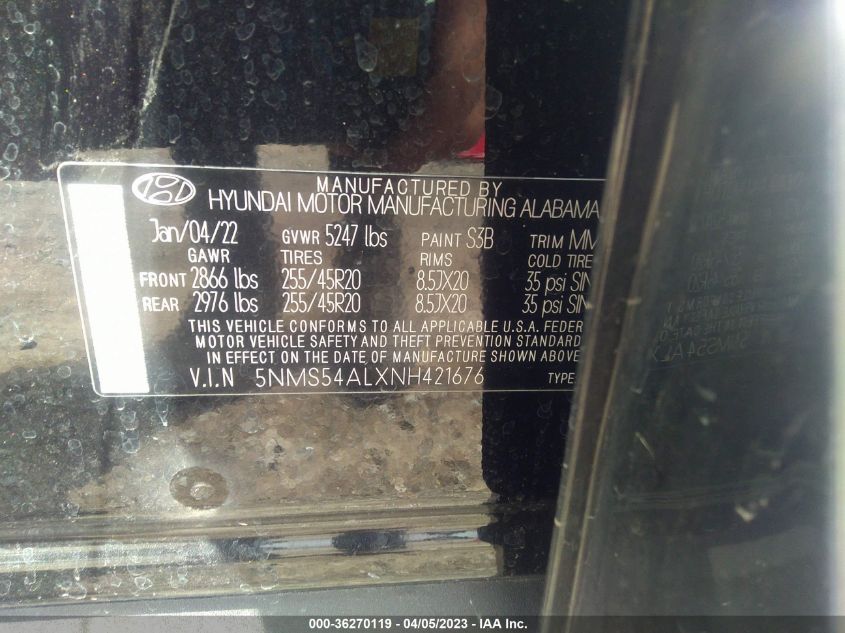 MANUFACTURED BY
HYUNDAI MOTOR MANUFACTURING ALABAMA
Jan/04/22 GVWR 5247 lbs PAINT S3B TRIM MM
GAWR TIRES RIMS COLD TIRE
FRONT 2866 lbs 255/45R20 8.5JX20 35 psi SIN
REAR 2976 lbs 255/45R20 8.5JX20 35 psi SIN
THIS VEHICLE CONFORMS TO ALL APPLICABLE U.S.A. FEDER
MOTOR VEHICLE SAFETY AND THEFT PREVENTION STANDARD
IN EFFECT ON THE DATE OF MANUFACTURE SHOWN ABOVE
V.I.N 5NMS54ALXNH421676 TYPE:
000-36270119 - 04/05/2023 - IAA Inc.